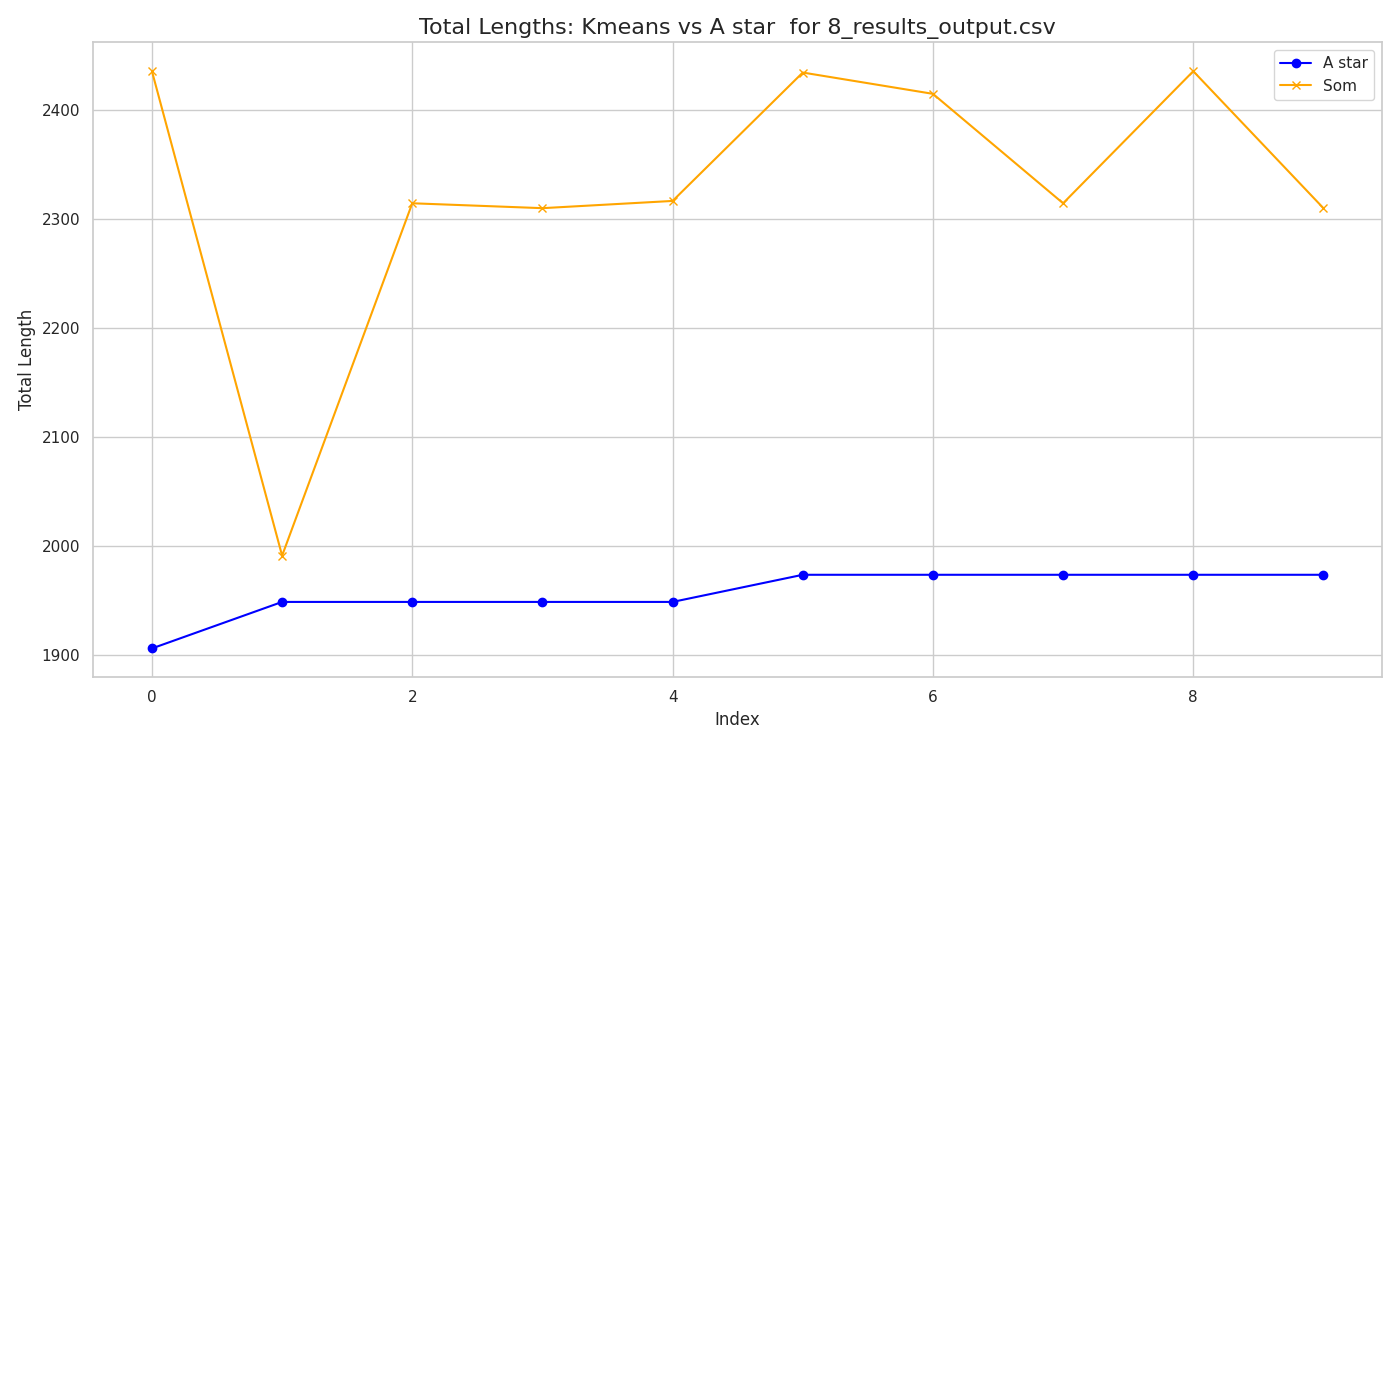 Total Lengths: Kmeans vs A star  for 8_results_output.csv
A star
Som
Total Length
2400
2300
2200
2100
2000
1900
0 2 4 6 8
Index